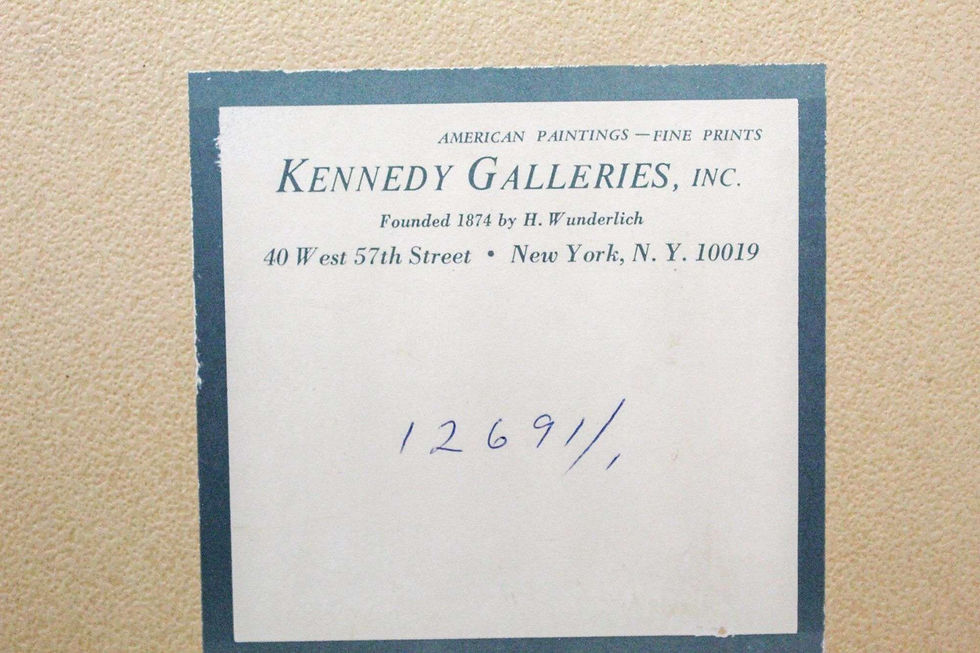 AMERICAN PAINTINGS — FINE PRINTS
KENNEDY GALLERIES, INC.
Founded 1874 by H. Wunderlich
40 West 57th Street • New York, N. Y. 10019
12691/,